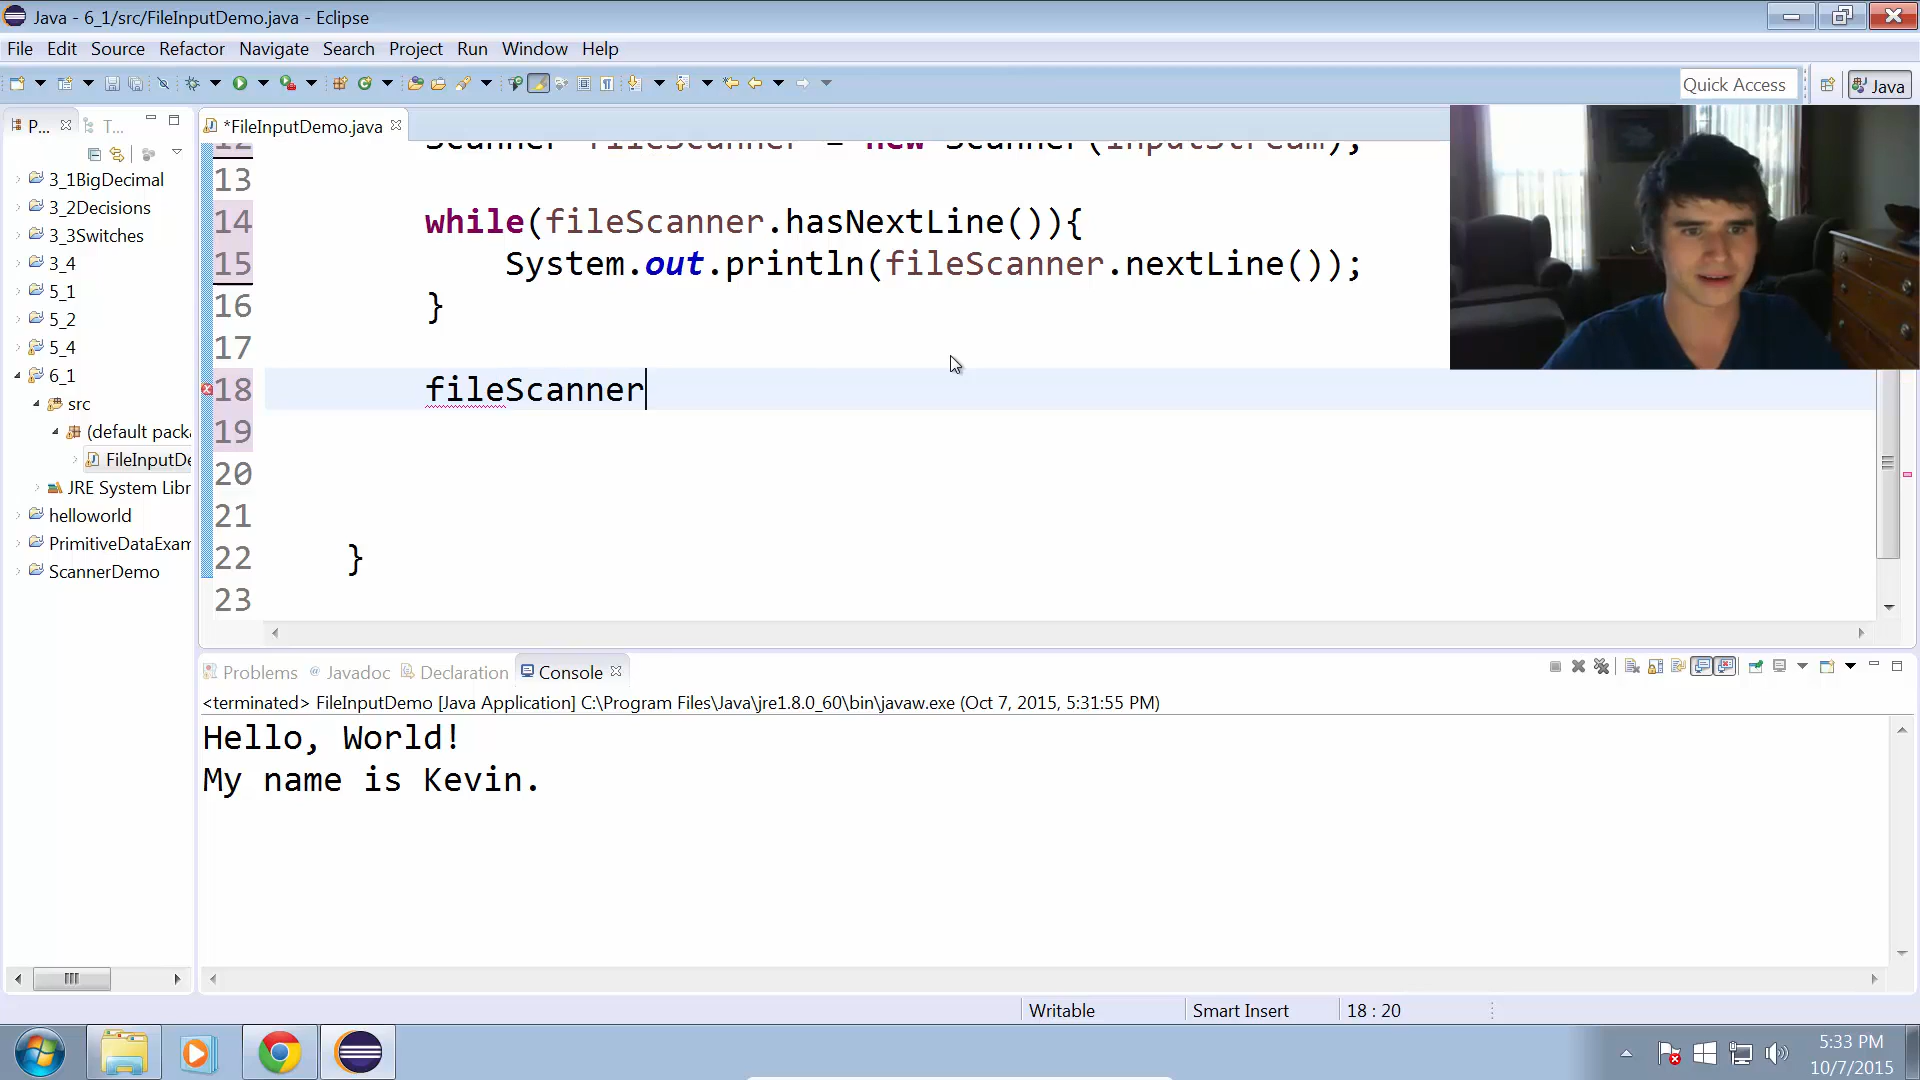 Java - 6_1/src/FileInputDemo.java - Eclipse
File Edit Source Refactor Navigate Search Project Run Window Help
Quick Access
Java
P...
T...
*FileInputDemo.java
3_1BigDecimal
3_2Decisions
3_3Switches
3_4
5_1
5_2
5_4
6_1
src
(default pack
FileInputDe
JRE System Libr
helloworld
PrimitiveDataExam
ScannerDemo
12 Scanner fileScanner = new Scanner(inputStream);
13
14 while(fileScanner.hasNextLine()){
15 System.out.println(fileScanner.nextLine());
16 }
17
18 fileScanner
19
20
21
22 }
23
Problems @ Javadoc Declaration Console
<terminated> FileInputDemo [Java Application] C:\Program Files\Java\jre1.8.0_60\bin\javaw.exe (Oct 7, 2015, 5:31:55 PM)
Hello, World!
My name is Kevin.
Writable Smart Insert 18 : 20
5:33 PM
10/7/2015